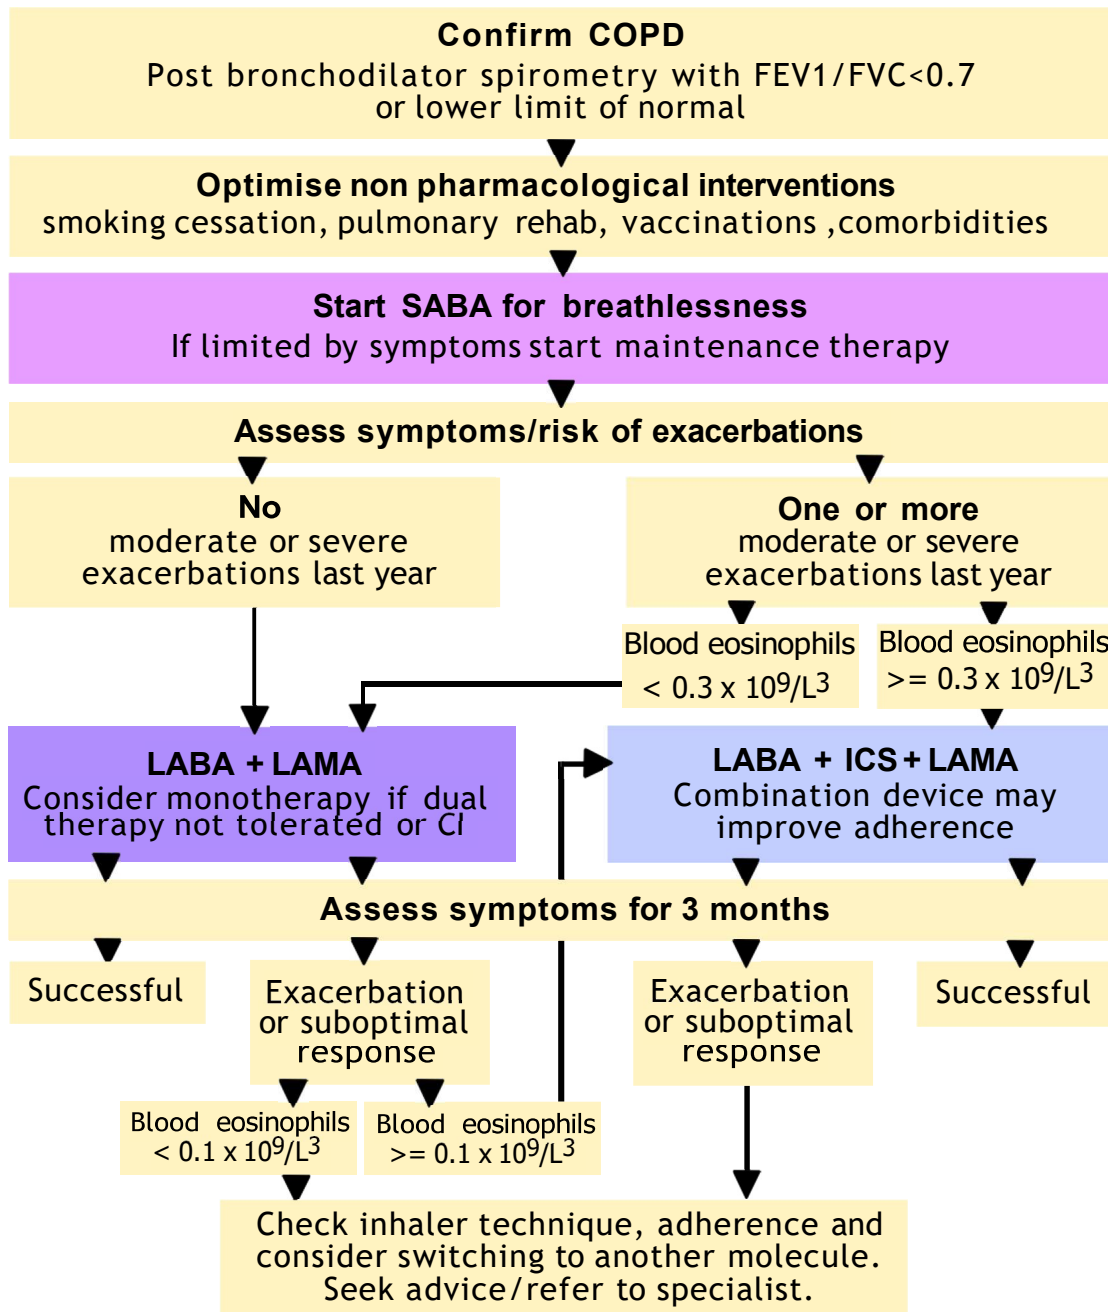 Confirm COPD
Post bronchodilator spirometry with FEV1/FVC<0.7
or lower limit of normal
Optimise non pharmacological interventions
smoking cessation, pulmonary rehab, vaccinations ,comorbidities
Start SABA for breathlessness
If limited by symptoms start maintenance therapy
Assess symptoms/risk of exacerbations
No
moderate or severe
exacerbations last year
One or more
moderate or severe
exacerbations last year
Blood eosinophils
< 0.3 x 10⁹/L³
Blood eosinophils
>= 0.3 x 10⁹/L³
LABA + LAMA
Consider monotherapy if dual
therapy not tolerated or CI
LABA + ICS + LAMA
Combination device may
improve adherence
Assess symptoms for 3 months
Successful
Exacerbation
or suboptimal
response
Exacerbation
or suboptimal
response
Successful
Blood eosinophils
< 0.1 x 10⁹/L³
Blood eosinophils
>= 0.1 x 10⁹/L³
Check inhaler technique, adherence and
consider switching to another molecule.
Seek advice/refer to specialist.